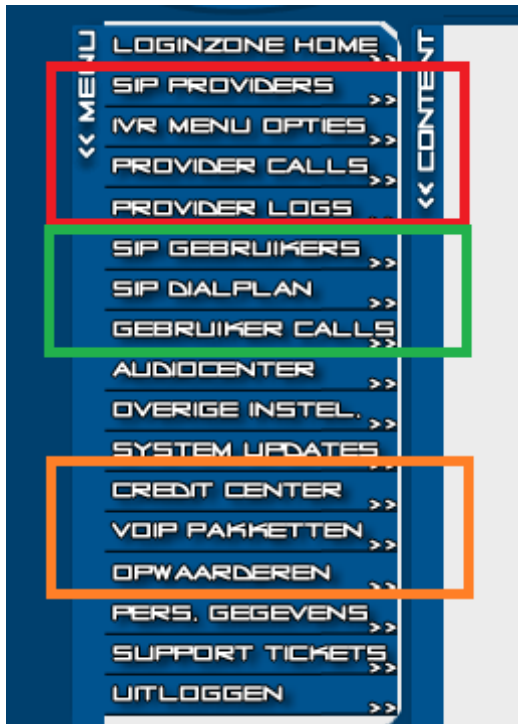 << MENU
LOGINZONE HOME >>
SIP PROVIDERS >>
IVR MENU OPTIES >>
PROVIDER CALLS >>
PROVIDER LOGS >>
SIP GEBRUIKERS >>
SIP DIALPLAN >>
GEBRUIKER CALLS >>
AUDIOCENTER >>
OVERIGE INSTEL. >>
SYSTEM UPDATES >>
CREDIT CENTER >>
VOIP PAKKETTEN >>
OPWAARDEREN >>
PERS. GEGEVENS >>
SUPPORT TICKETS >>
UITLOGGEN >>
<< CONTENT